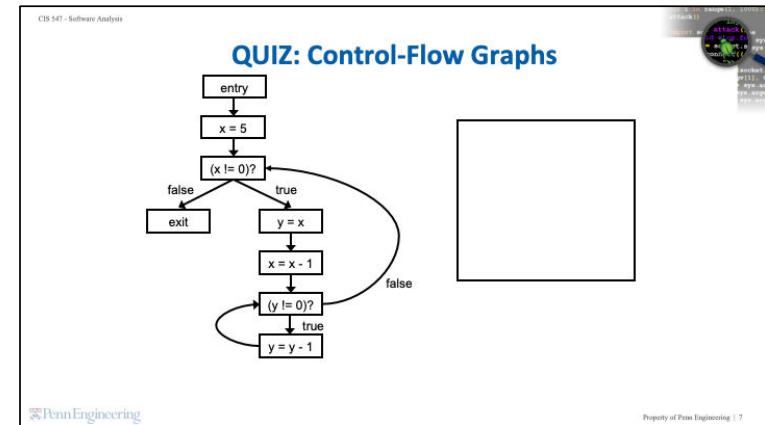 CIS 547 - Software Analysis
QUIZ: Control-Flow Graphs
entry
x = 5
(x != 0)?
false
true
exit
y = x
x = x - 1
(y != 0)?
false
true
y = y - 1
Penn Engineering
Property of Penn Engineering | 7